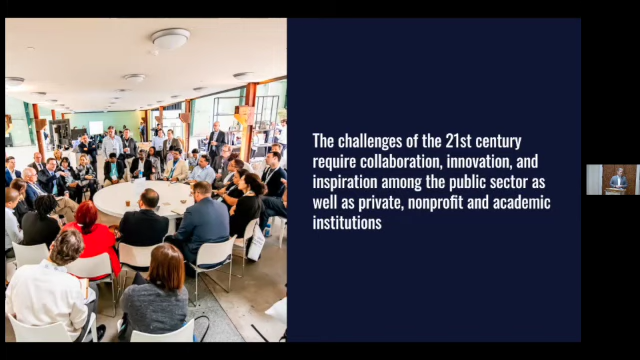 The challenges of the 21st century
require collaboration, innovation, and
inspiration among the public sector as
well as private, nonprofit and academic
institutions